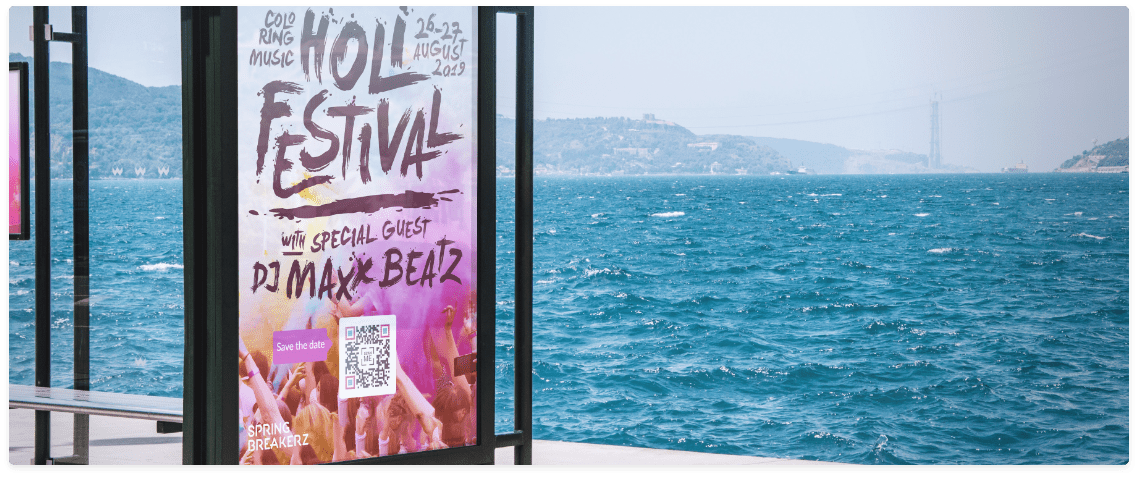 COLO
RING
MUSIC
HOLI
26-27
AUGUST
2019
FESTIVAL
WITH SPECIAL GUEST
DJ MAXX BEATZ
Save the date
SPRING
BREAKERZ